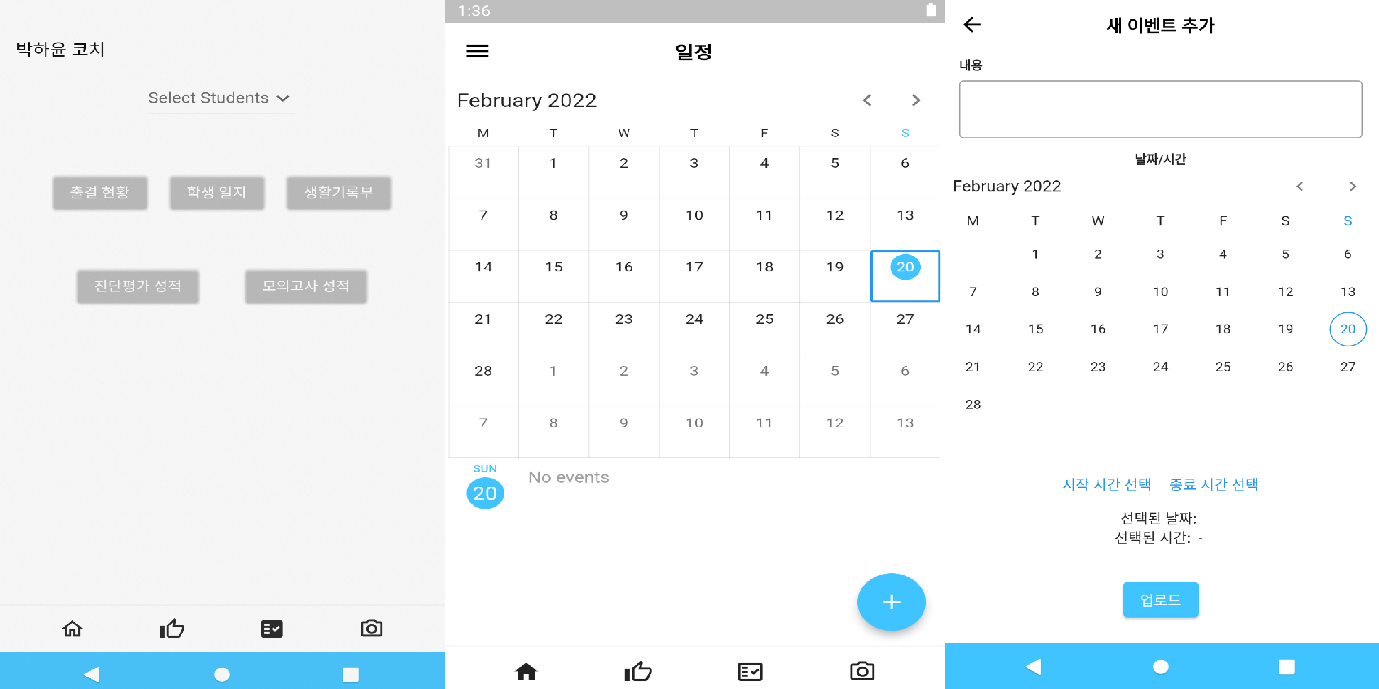 박하윤 코치
Select Students
출결 현황 학생 일지 생활기록부
진단평가 성적 모의고사 성적
1:36
일정
February 2022
M T W T F S S
31 1 2 3 4 5 6
7 8 9 10 11 12 13
14 15 16 17 18 19 20
21 22 23 24 25 26 27
28 1 2 3 4 5 6
7 8 9 10 11 12 13
SUN
20 No events
+
새 이벤트 추가
내용
날짜/시간
February 2022
M T W T F S S
1 2 3 4 5 6
7 8 9 10 11 12 13
14 15 16 17 18 19 20
21 22 23 24 25 26 27
28
시작 시간 선택 종료 시간 선택
선택된 날짜:
선택된 시간: -
업로드